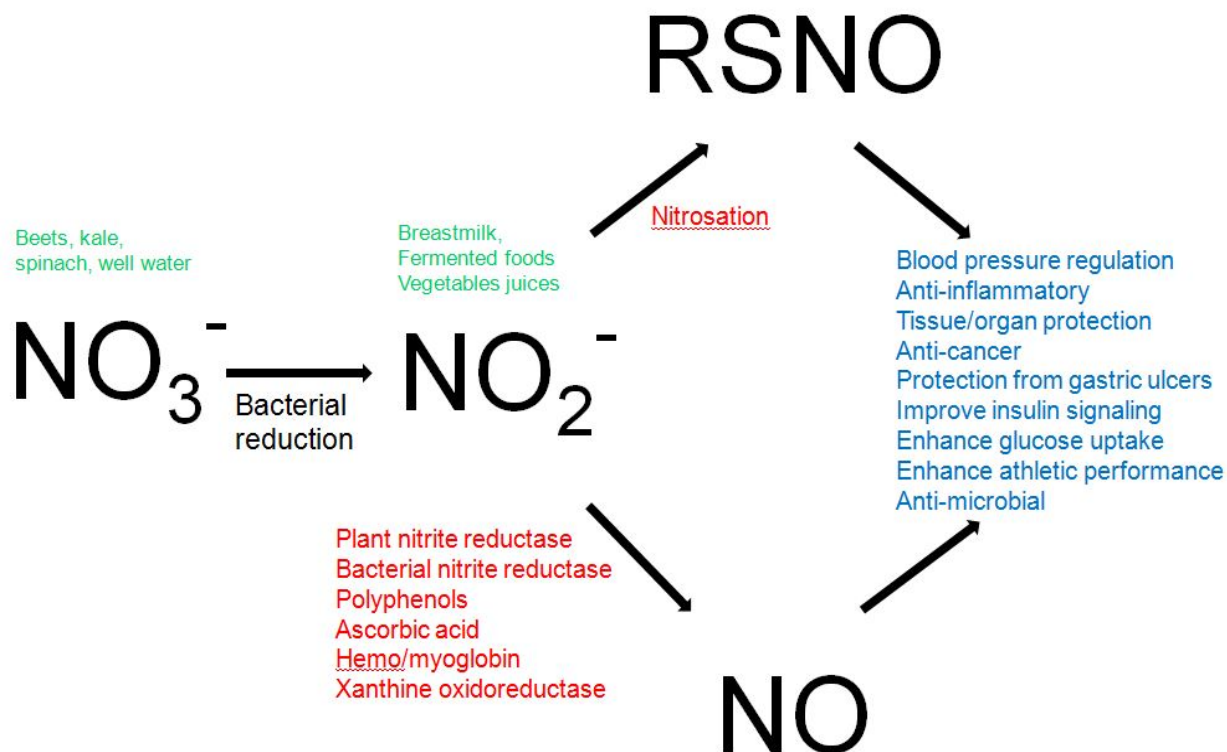 RSNO
Nitrosation
Beets, kale,
spinach, well water
NO3-
Bacterial
reduction
Breastmilk,
Fermented foods
Vegetables juices
NO2-
Plant nitrite reductase
Bacterial nitrite reductase
Polyphenols
Ascorbic acid
Hemo/myoglobin
Xanthine oxidoreductase
NO
Blood pressure regulation
Anti-inflammatory
Tissue/organ protection
Anti-cancer
Protection from gastric ulcers
Improve insulin signaling
Enhance glucose uptake
Enhance athletic performance
Anti-microbial